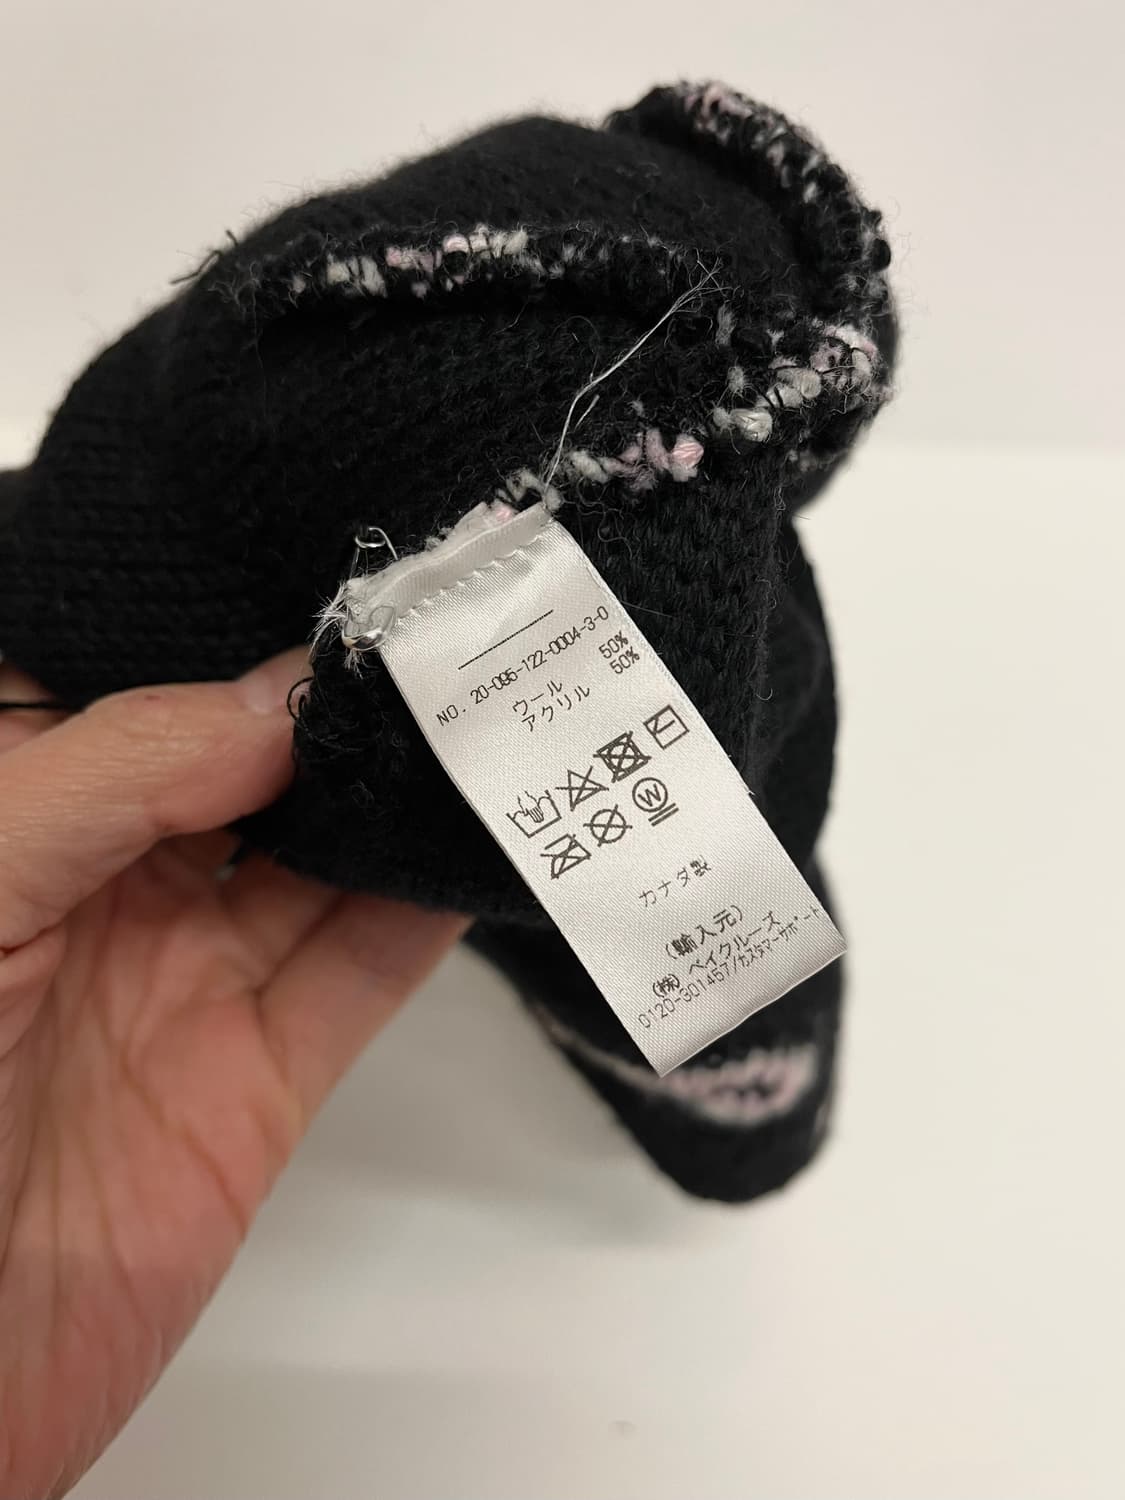 NO. 20-095-122-0004-3-0
ウール 50%
アクリル 50%
W
カナダ製
(輸入元)
(株) ベイクルーズ
0120-301457/カスタマーサポート